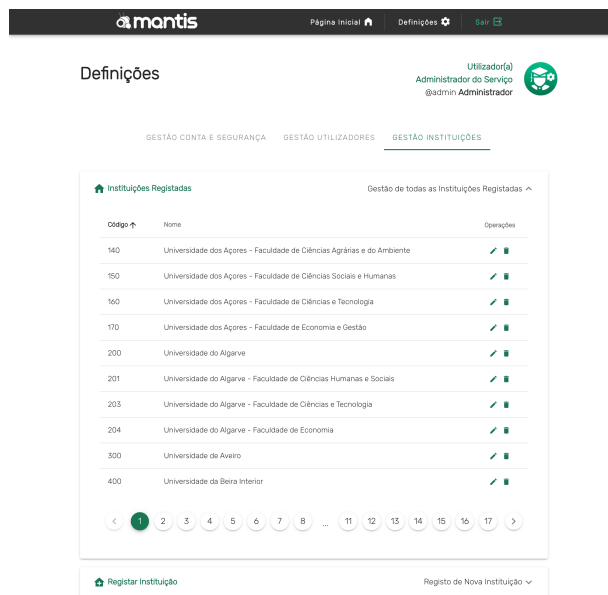 mantis
Página Inicial
Definições
Sair
Definições
Utilizador(a)
Administrador do Serviço
@admin Administrador
GESTÃO CONTA E SEGURANÇA
GESTÃO UTILIZADORES
GESTÃO INSTITUIÇÕES
Instituições Registadas
Gestão de todas as Instituições Registadas
Código Nome Operações
140 Universidade dos Açores - Faculdade de Ciências Agrárias e do Ambiente
150 Universidade dos Açores - Faculdade de Ciências Sociais e Humanas
160 Universidade dos Açores - Faculdade de Ciências e Tecnologia
170 Universidade dos Açores - Faculdade de Economia e Gestão
200 Universidade do Algarve
201 Universidade do Algarve - Faculdade de Ciências Humanas e Sociais
203 Universidade do Algarve - Faculdade de Ciências e Tecnologia
204 Universidade do Algarve - Faculdade de Economia
300 Universidade de Aveiro
400 Universidade da Beira Interior
1 2 3 4 5 6 7 8 ... 11 12 13 14 15 16 17
Registar Instituição
Registo de Nova Instituição